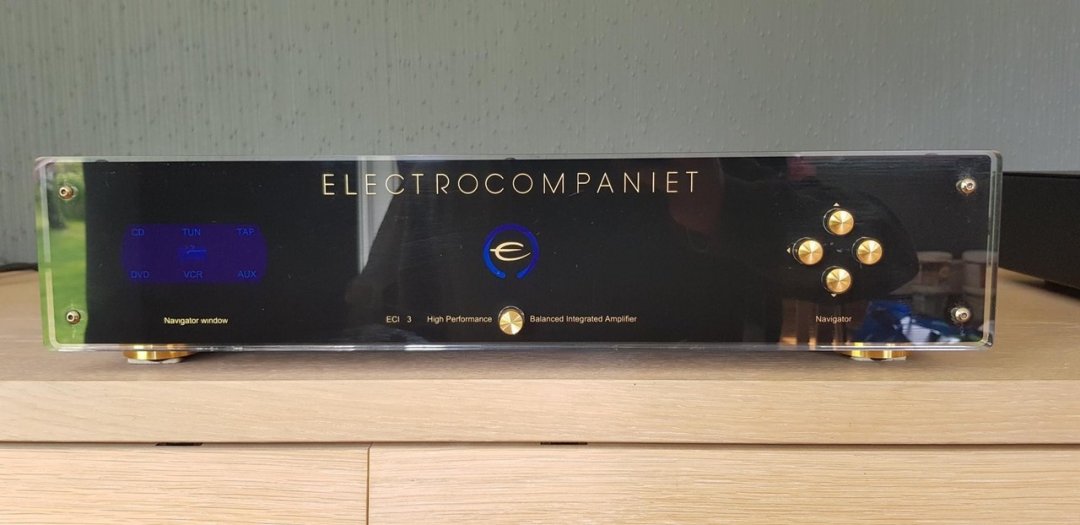 ELECTROCOMPANIET
CD TUN TAP
DVD VCR AUX
Navigator window
ECI 3 High Performance Balanced Integrated Amplifier
Navigator